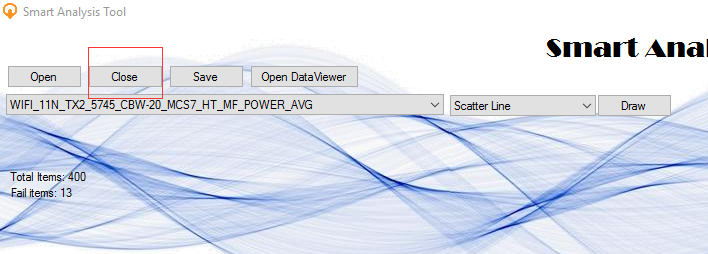 Smart Analysis Tool
Smart Anal
Open Close Save Open DataViewer
WIFI_11N_TX2_5745_CBW-20_MCS7_HT_MF_POWER_AVG Scatter Line Draw
Total Items: 400
Fail items: 13